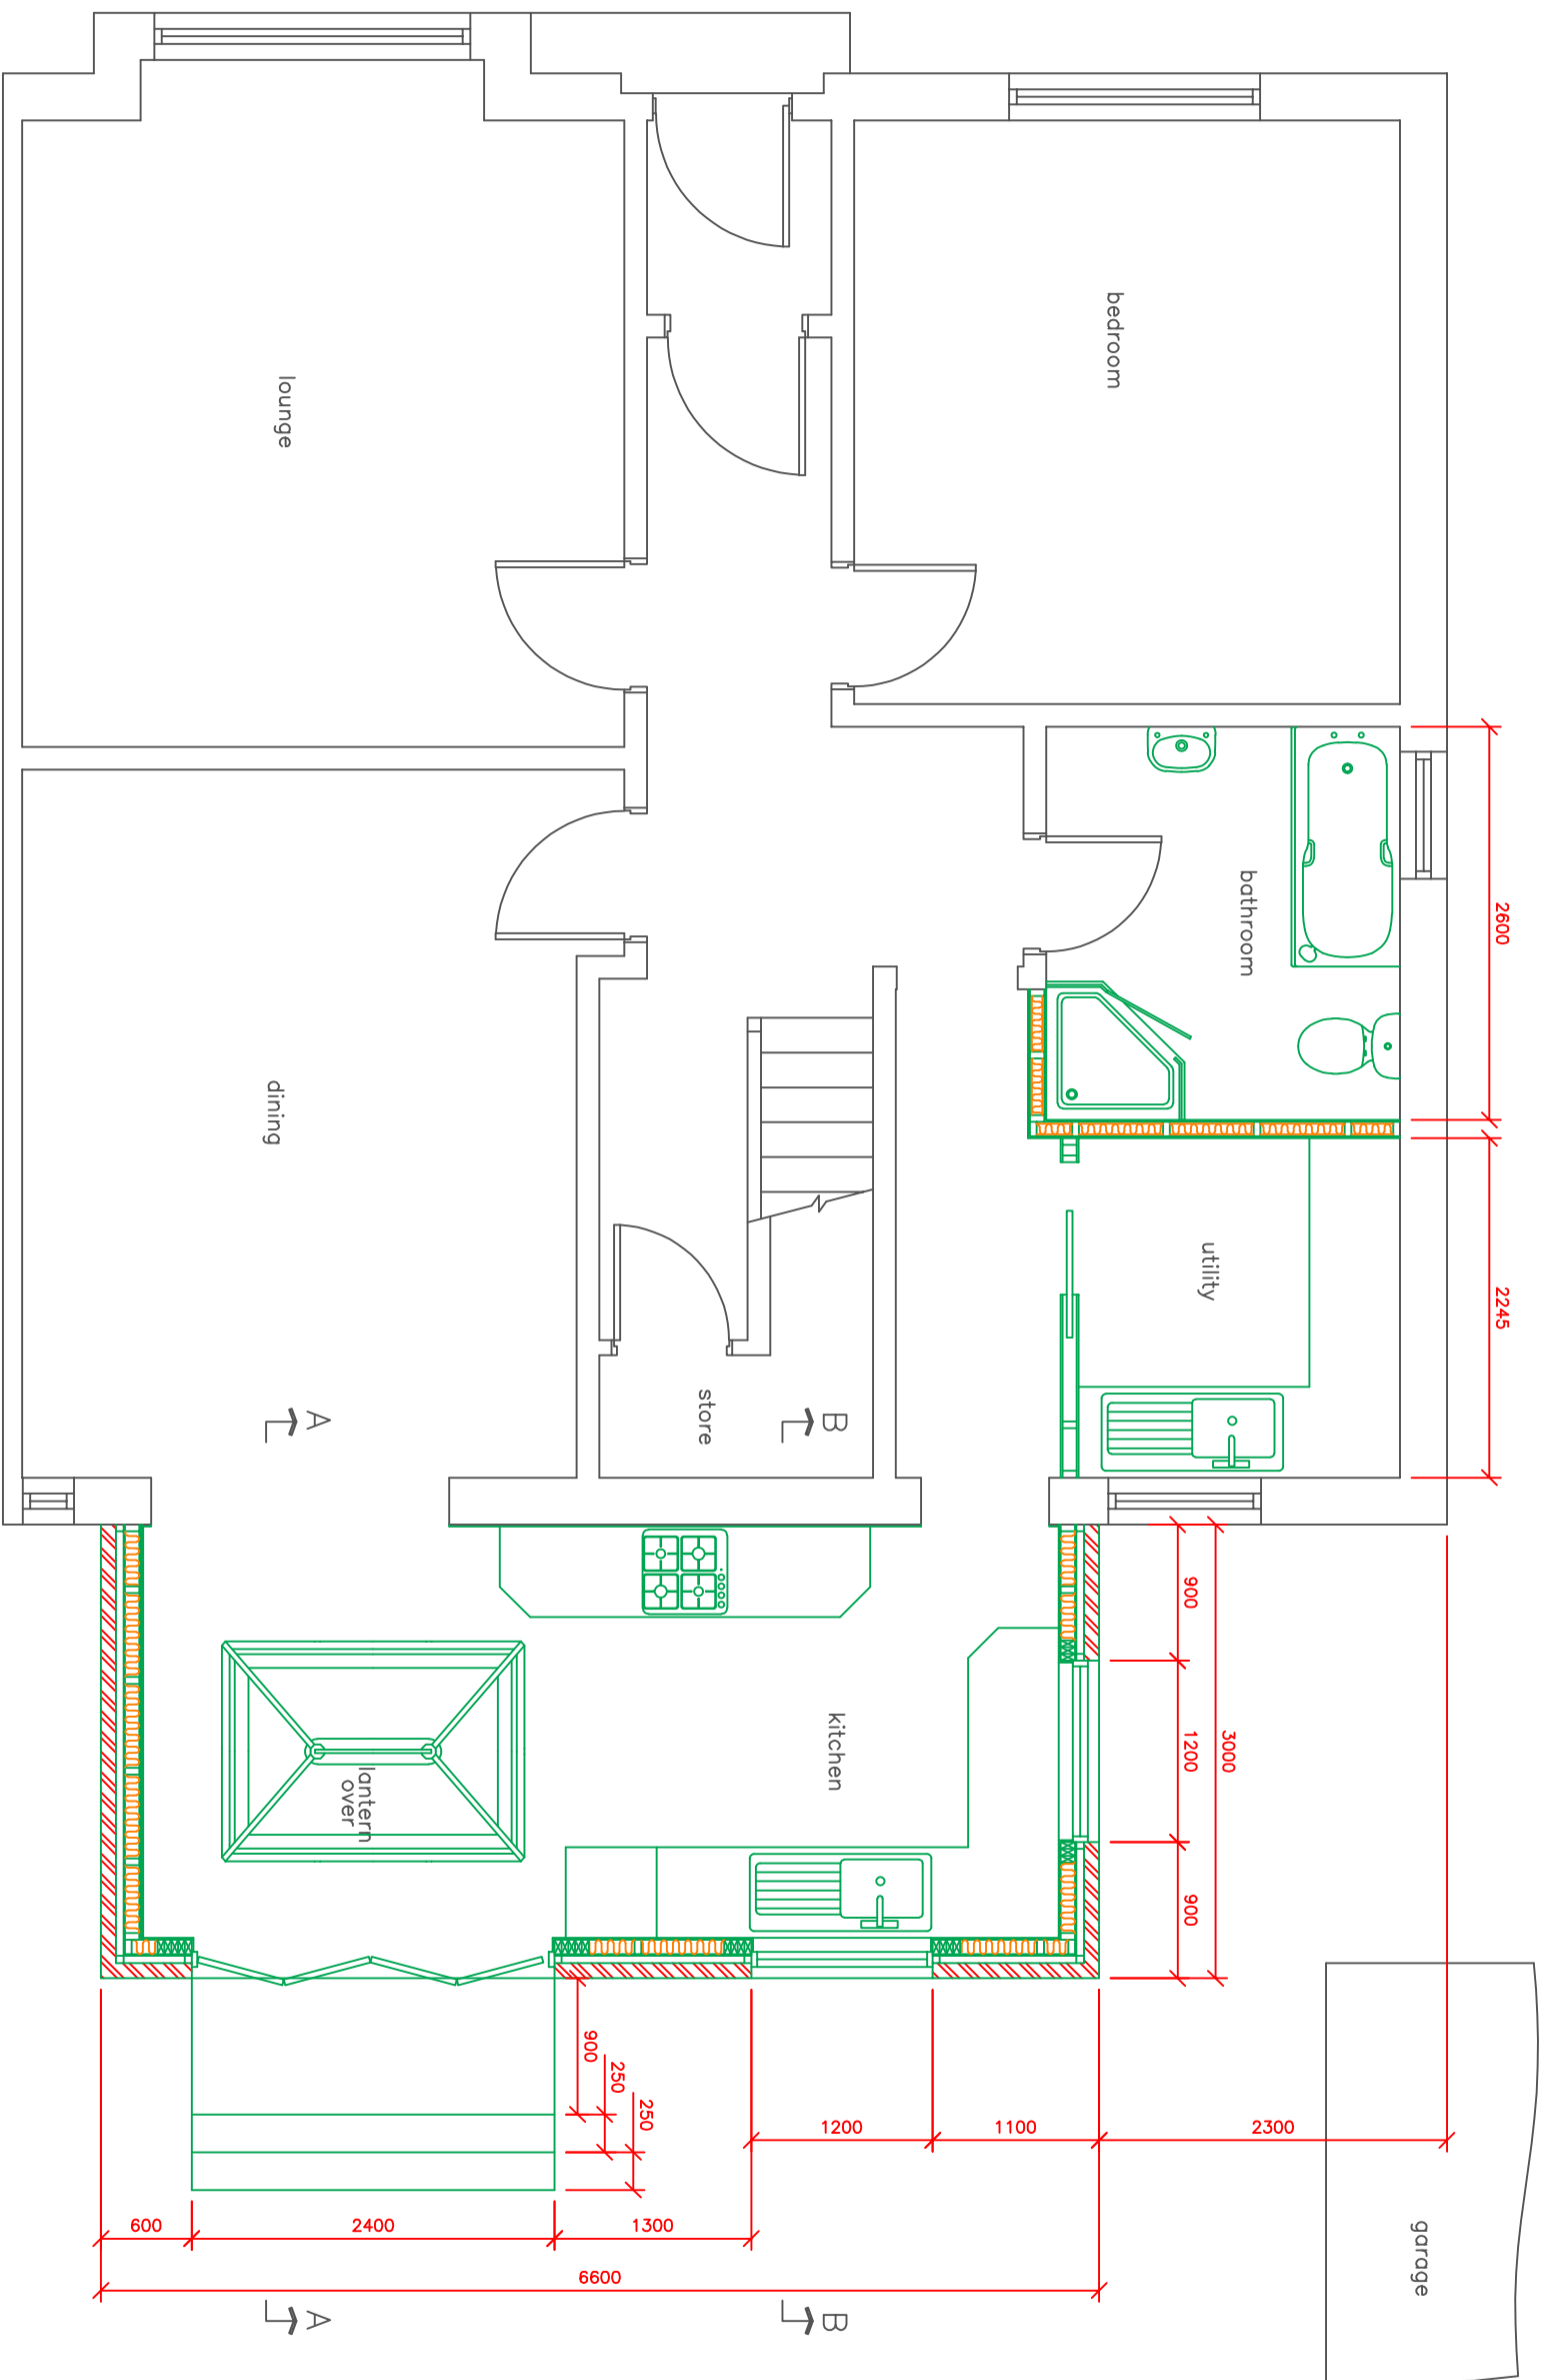 bedroom
lounge
bathroom
2600
dining
utility
2245
store
A
B
900
1200
3000
900
kitchen
lantern
over
900
250
250
1200
1100
2300
600
2400
1300
6600
garage
A
B